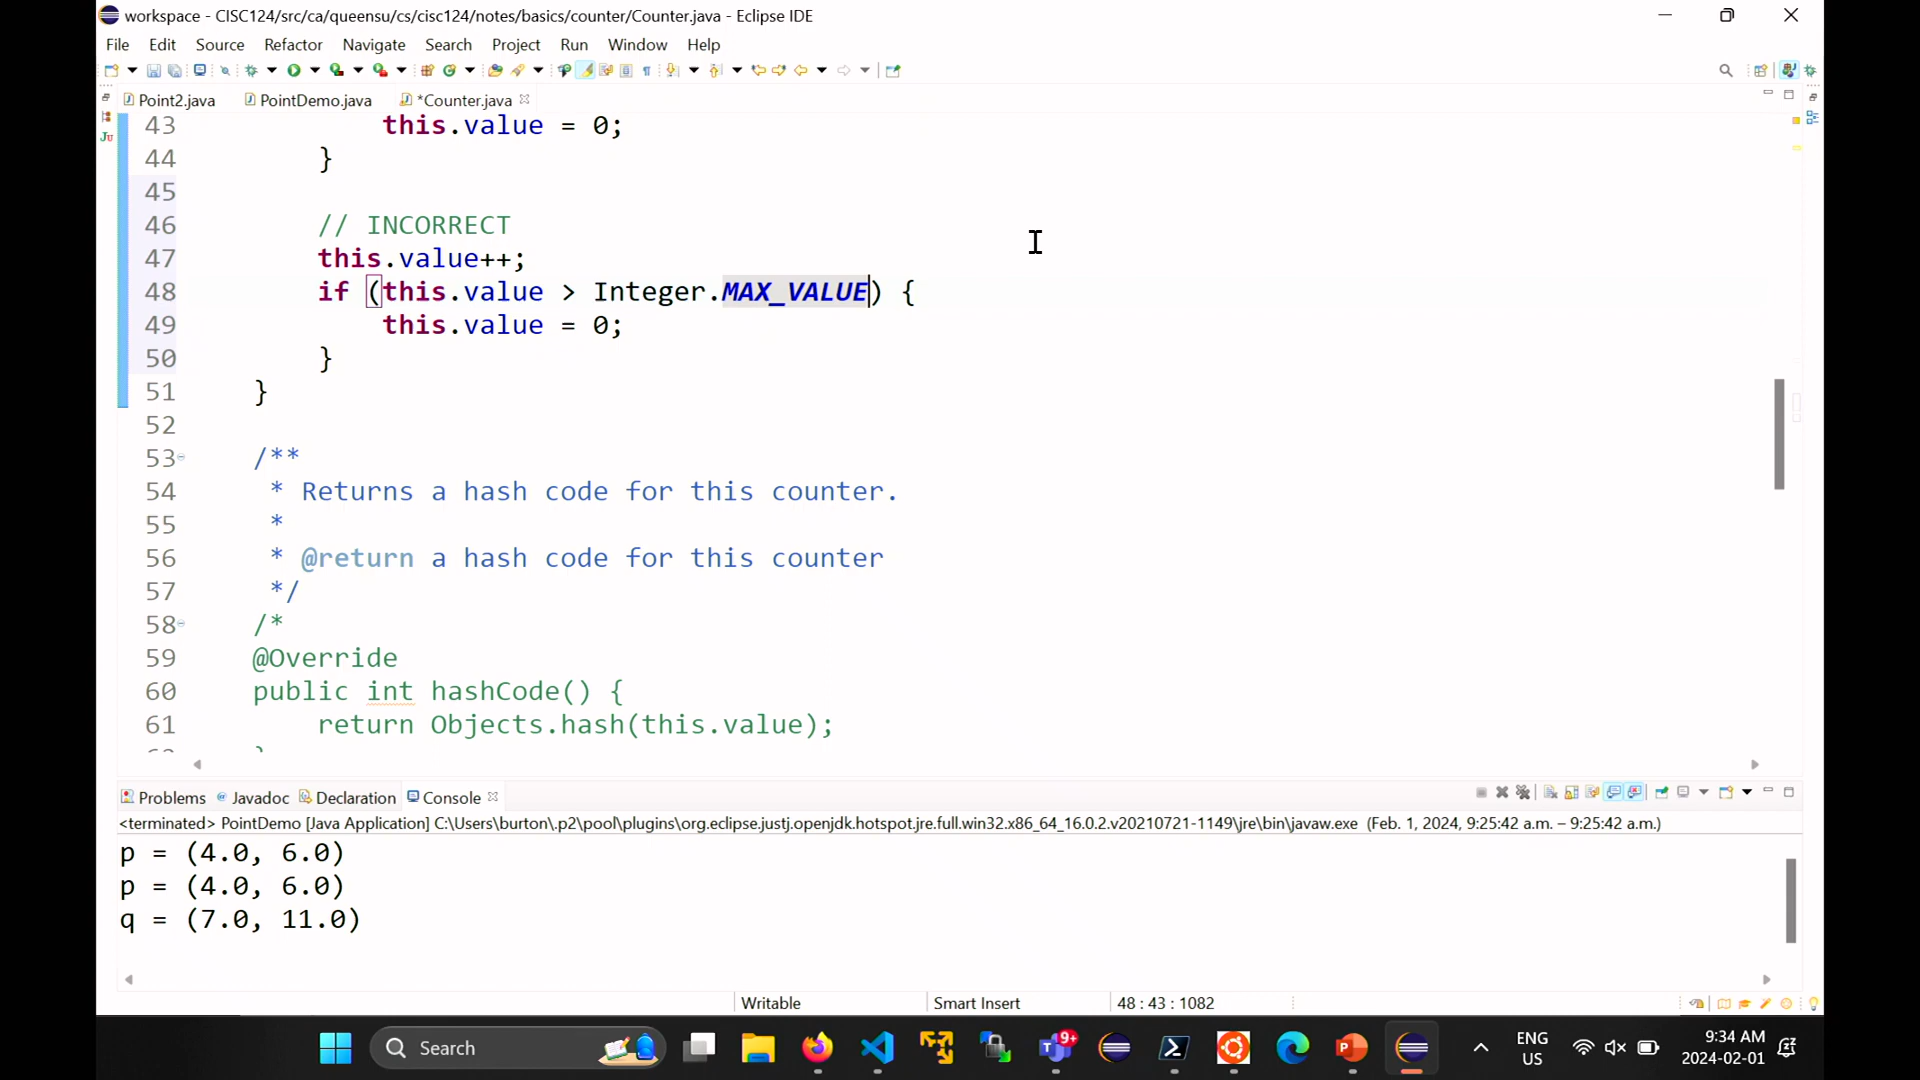 workspace - CISC124/src/ca/queensu/cs/cisc124/notes/basics/counter/Counter.java - Eclipse IDE
File Edit Source Refactor Navigate Search Project Run Window Help
Point2.java PointDemo.java *Counter.java
43 this.value = 0;
44 }
45
46 // INCORRECT
47 this.value++;
48 if (this.value > Integer.MAX_VALUE) {
49 this.value = 0;
50 }
51 }
52
53 /**
54 * Returns a hash code for this counter.
55 *
56 * @return a hash code for this counter
57 */
58 /*
59 @Override
60 public int hashCode() {
61 return Objects.hash(this.value);
Problems Javadoc Declaration Console
<terminated> PointDemo [Java Application] C:\Users\burton\.p2\pool\plugins\org.eclipse.justj.openjdk.hotspot.jre.full.win32.x86_64_16.0.2.v20210721-1149\jre\bin\javaw.exe (Feb. 1, 2024, 9:25:42 a.m. – 9:25:42 a.m.)
p = (4.0, 6.0)
p = (4.0, 6.0)
q = (7.0, 11.0)
Writable Smart Insert 48 : 43 : 1082
Search 9+ ENG 9:34 AM
US 2024-02-01